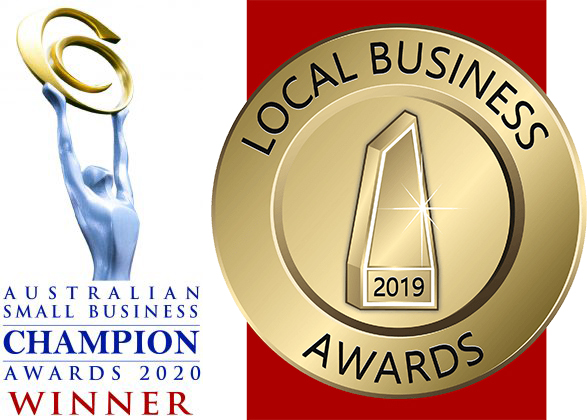 AUSTRALIAN
SMALL BUSINESS
CHAMPION
AWARDS 2020
WINNER
LOCAL BUSINESS
2019
AWARDS